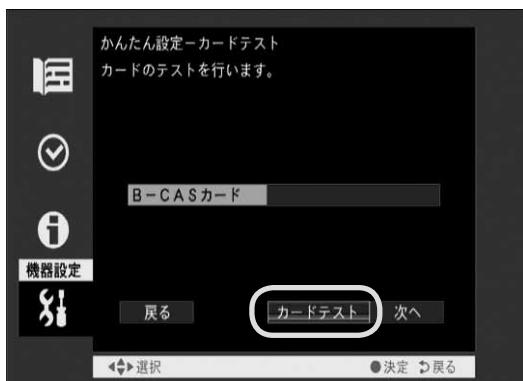 かんたん設定－カードテスト
カードのテストを行います。
B－CASカード
機器設定
戻る カードテスト 次へ
選択 決定 戻る